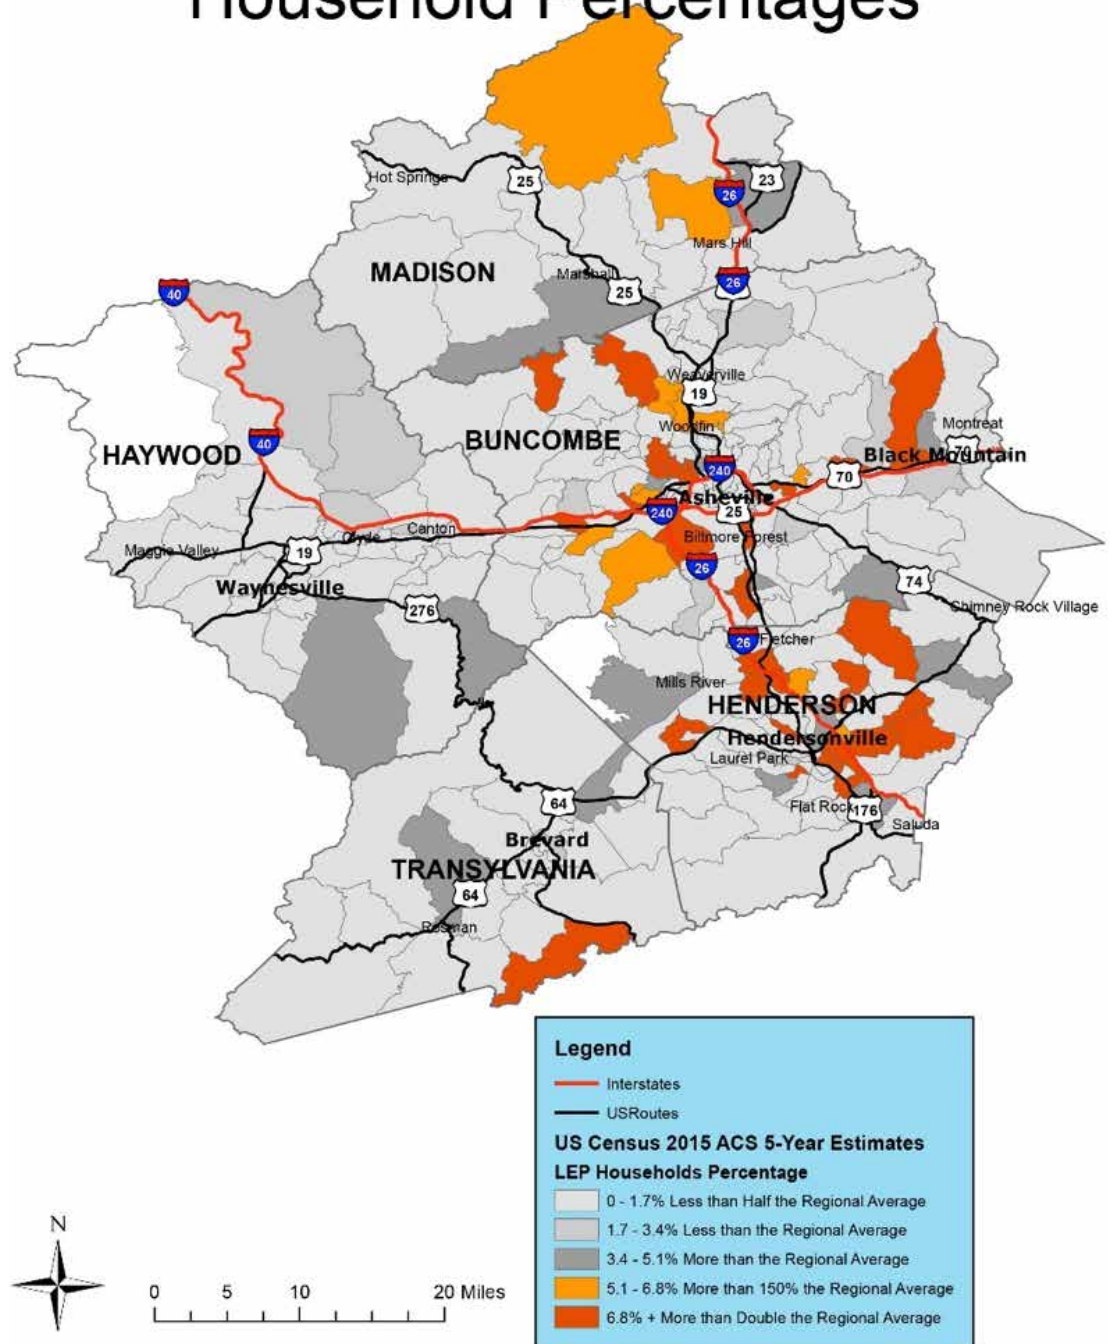 Household Percentages
Hot Springs
25
26
23
Mars Hill
MADISON
Marshall
25
26
40
Weaverville
19
HAYWOOD
40
BUNCOMBE
Woodfin
Montreat
Black Mountain
70
240
70
Asheville
240
25
Canton
Clyde
Biltmore Forest
Maggie Valley
19
26
74
Waynesville
276
Chimney Rock Village
26
Fletcher
Mills River
HENDERSON
Hendersonville
Laurel Park
64
Flat Rock
176
Saluda
Brevard
TRANSYLVANIA
64
Rosman
Legend
Interstates
USRoutes
US Census 2015 ACS 5-Year Estimates
LEP Households Percentage
0 - 1.7% Less than Half the Regional Average
1.7 - 3.4% Less than the Regional Average
3.4 - 5.1% More than the Regional Average
5.1 - 6.8% More than 150% the Regional Average
6.8% + More than Double the Regional Average
N
0 5 10 20 Miles